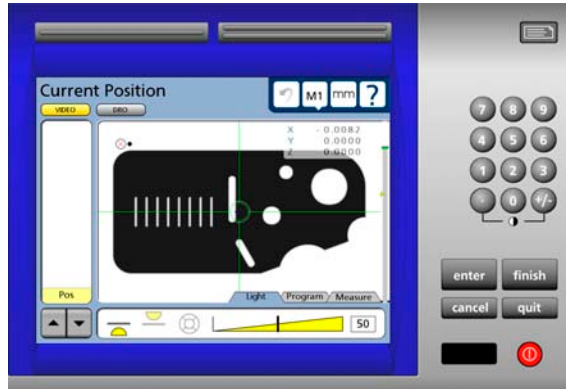 Current Position
M1 mm ?
VIDEO DRO
X - 0.0082
Y 0.0000
Z 0.0000
Pos
Light Program Measure
50
7 8 9
4 5 6
1 2 3
. 0 +/-
enter finish
cancel quit